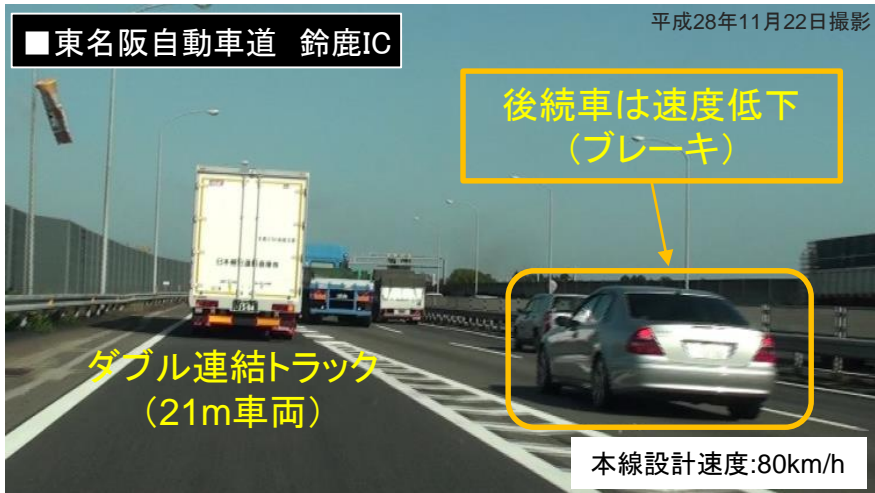 ■東名阪自動車道　鈴鹿IC
平成28年11月22日撮影
後続車は速度低下
（ブレーキ）
ダブル連結トラック
（21m車両）
本線設計速度:80km/h